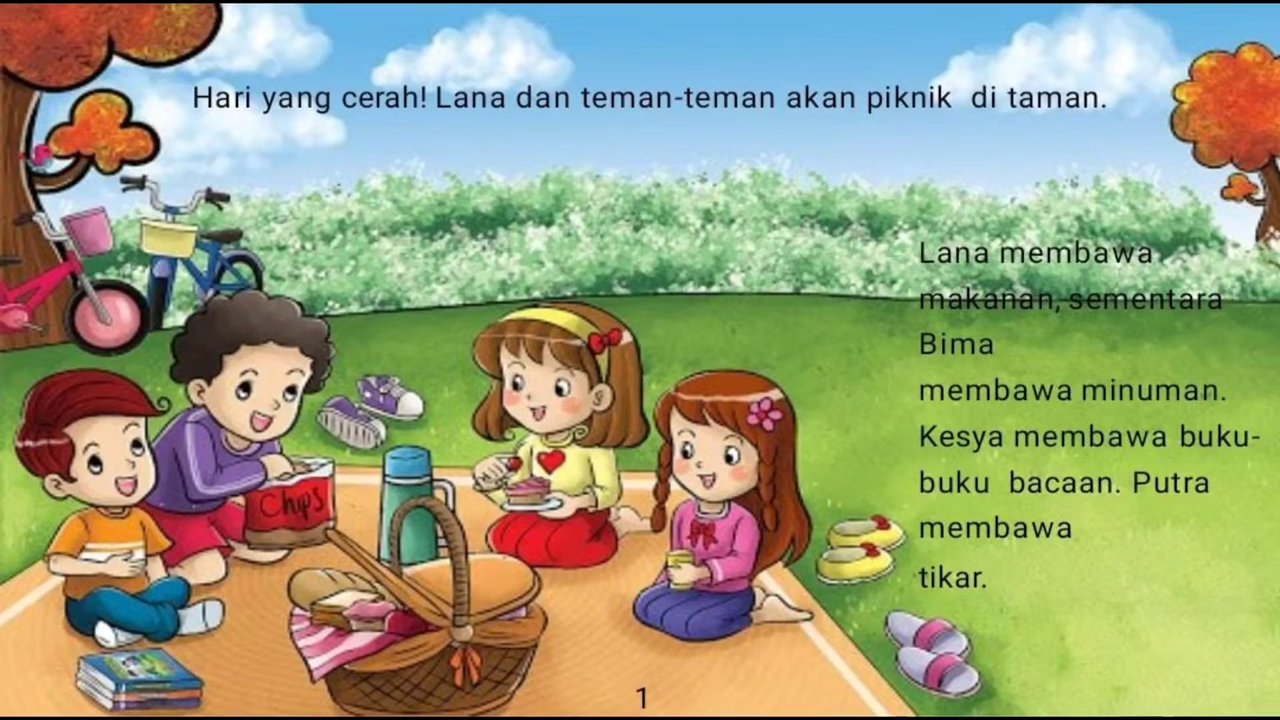 Hari yang cerah! Lana dan teman-teman akan piknik di taman.
Lana membawa
makanan, sementara
Bima
membawa minuman.
Kesya membawa buku-
buku bacaan. Putra
membawa
tikar.
Chips
1